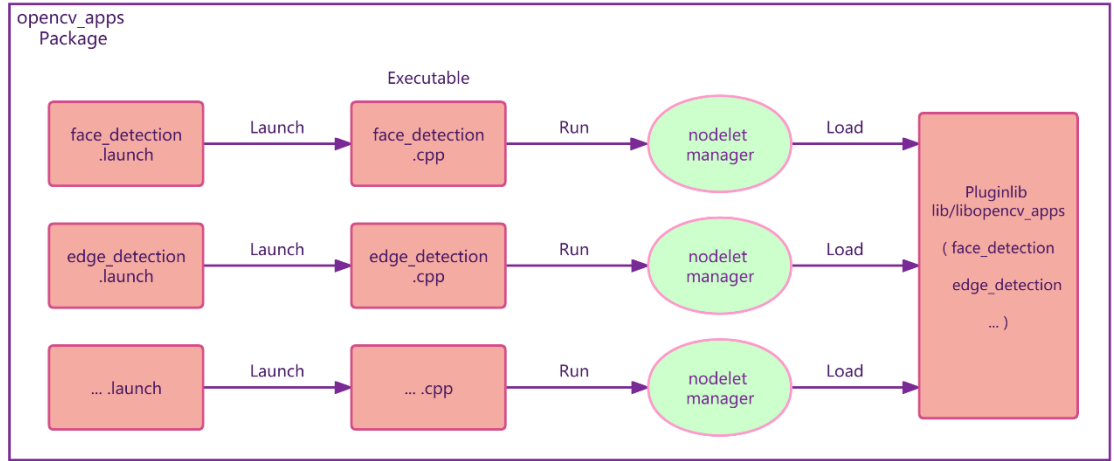 opencv_apps
Package
Executable
face_detection
.launch
Launch
face_detection
.cpp
Run
nodelet
manager
Load
edge_detection
.launch
Launch
edge_detection
.cpp
Run
nodelet
manager
Load
... .launch
Launch
... .cpp
Run
nodelet
manager
Load
Pluginlib
lib/libopencv_apps
( face_detection
edge_detection
... )